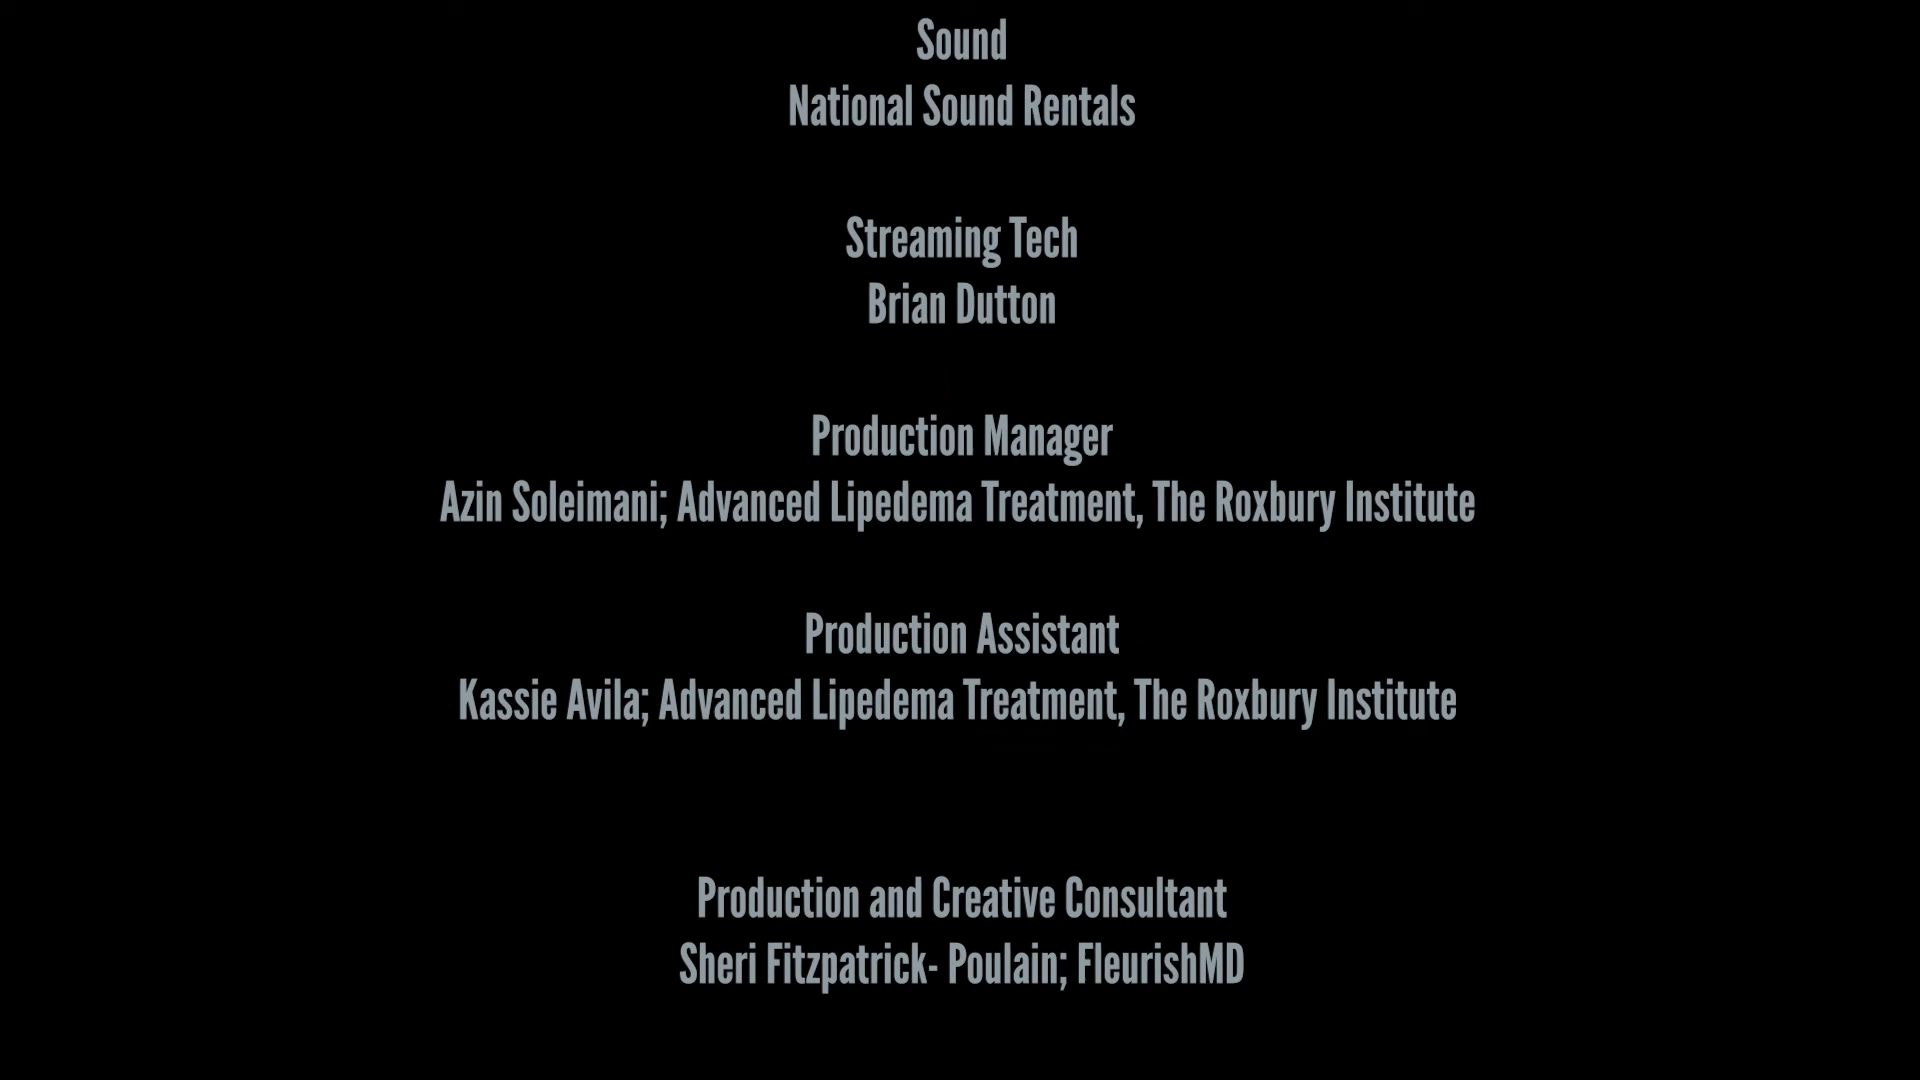 Sound
National Sound Rentals
Streaming Tech
Brian Dutton
Production Manager
Azin Soleimani; Advanced Lipedema Treatment, The Roxbury Institute
Production Assistant
Kassie Avila; Advanced Lipedema Treatment, The Roxbury Institute
Production and Creative Consultant
Sheri Fitzpatrick- Poulain; FleurishMD